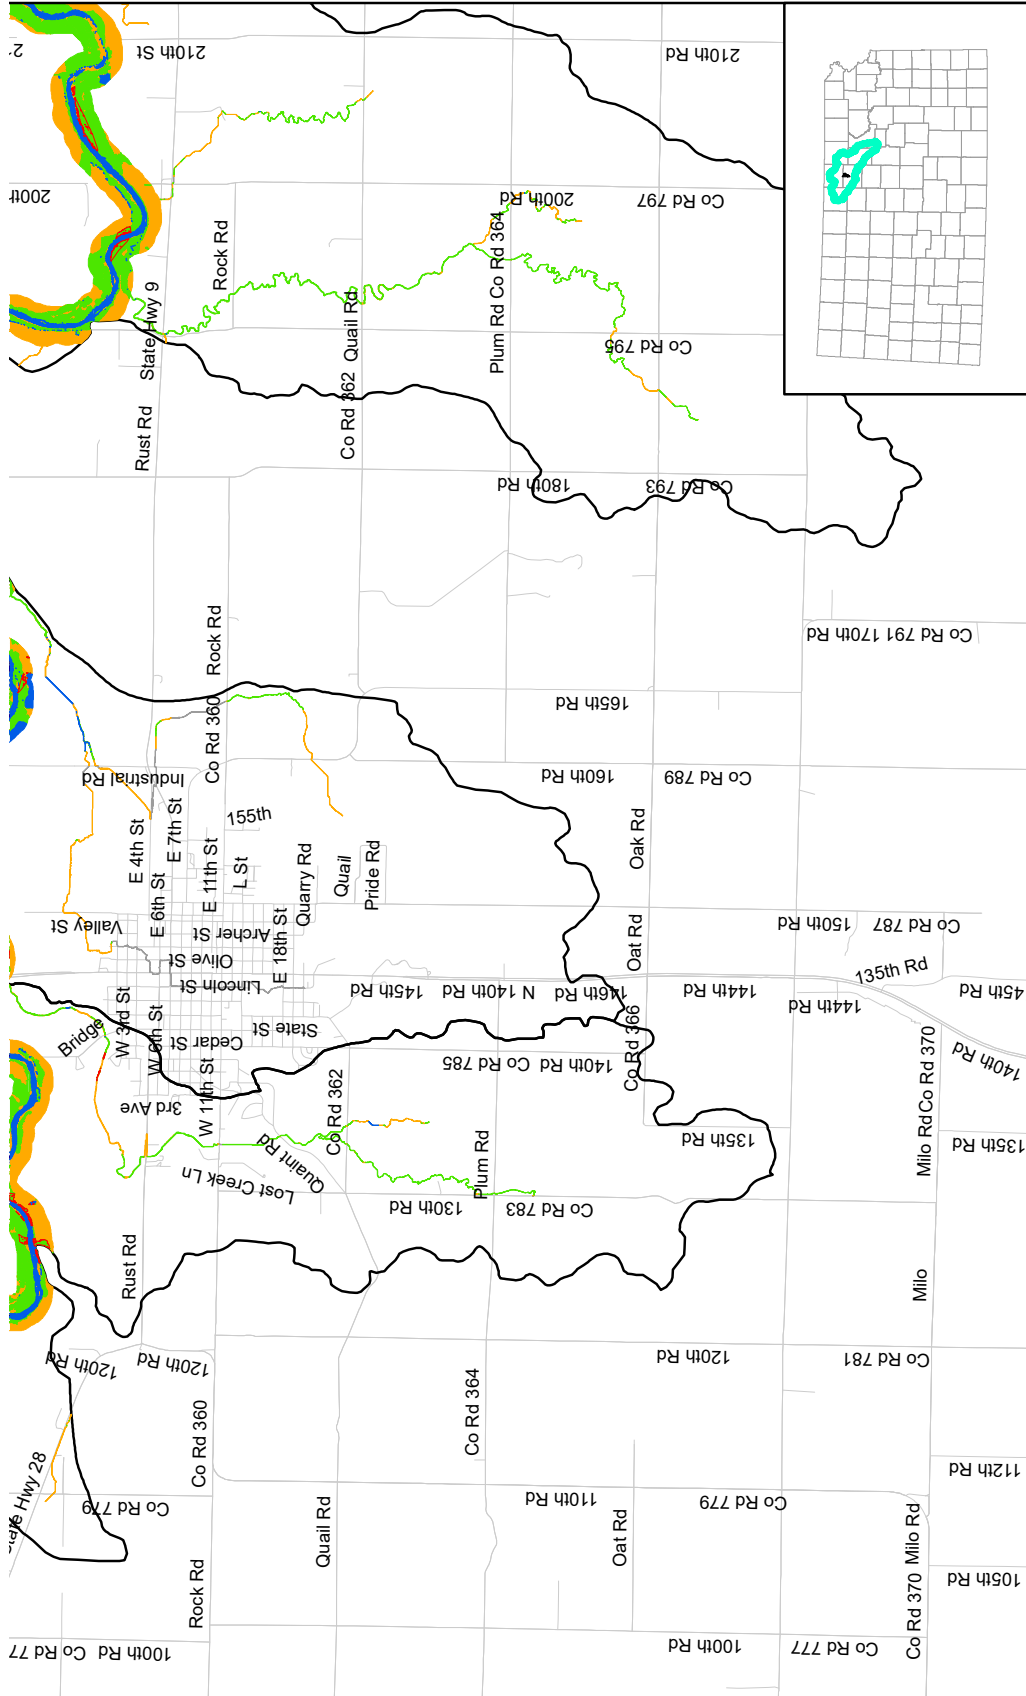 210th St
210th Rd
200th
200th Rd
Co Rd 797
Rock Rd
State Hwy 9
Quail Rd
Plum Rd Co Rd 364
Co Rd 795
Rust Rd
Co Rd 362
180th Rd
Co Rd 793
Rock Rd
170th Rd
Co Rd 791
165th Rd
Co Rd 360
Industrial Rd
160th Rd
Co Rd 789
155th
E 4th St
E 7th St
E 11th St
L St
Quarry Rd
Quail
Pride Rd
Oak Rd
E 6th St
E 18th St
Valley St
Archer St
Olive St
Lincoln St
150th Rd
Co Rd 787
Oat Rd
135th Rd
145th Rd
N 140th Rd
146th Rd
144th Rd
144th Rd
45th Rd
W 3rd St
W 6th St
Bridge
State St
Cedar St
Co Rd 785
140th Rd
Co Rd 366
140th Rd
3rd Ave
W 11th St
Co Rd 362
Milo Rd Co Rd 370
135th Rd
135th Rd
Lost Creek Ln
Quaint Rd
Plum Rd
130th Rd
Co Rd 783
Rust Rd
Milo
120th Rd
120th Rd
120th Rd
Co Rd 781
Co Rd 360
Co Rd 364
State Hwy 28
Co Rd 779
110th Rd
Co Rd 779
112th Rd
Quail Rd
Oat Rd
Rock Rd
Co Rd 370 Milo Rd
105th Rd
Co Rd 77
100th Rd
100th Rd
Co Rd 777